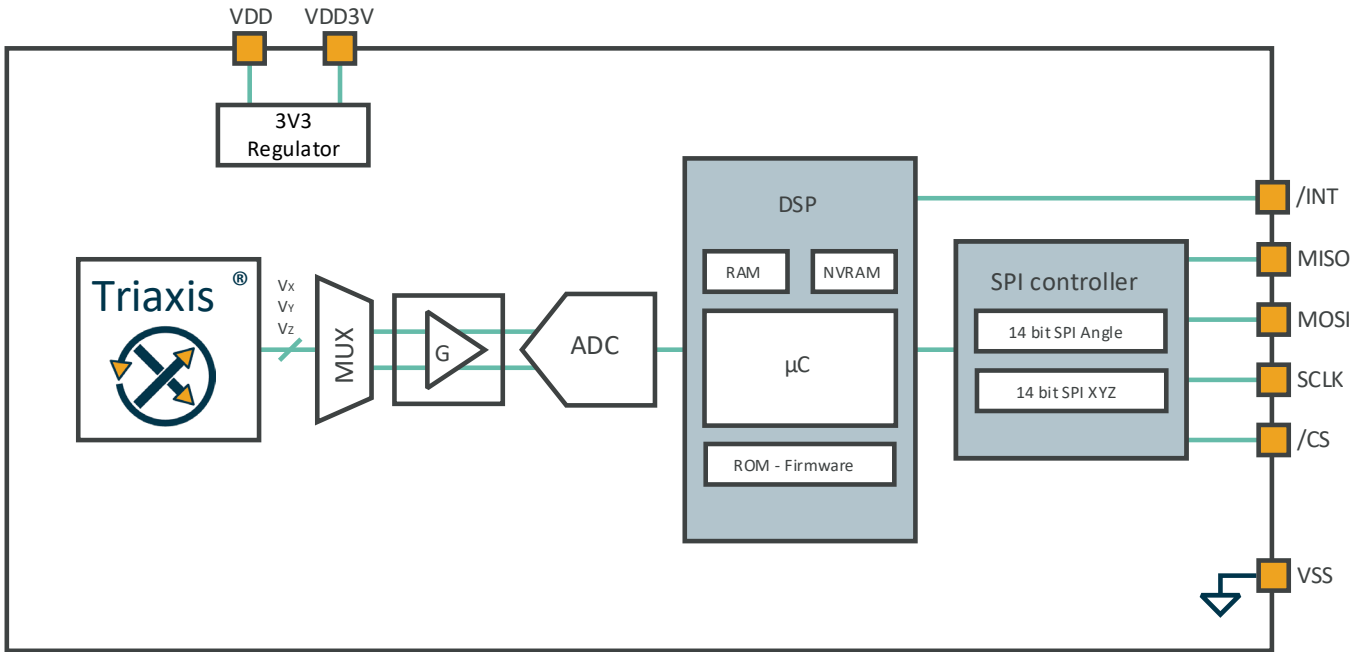 VDD VDD3V
3V3
Regulator
Triaxis ®
VX
VY
VZ
MUX
G
ADC
DSP
RAM NVRAM
µC
ROM - Firmware
SPI controller
14 bit SPI Angle
14 bit SPI XYZ
/INT
MISO
MOSI
SCLK
/CS
VSS